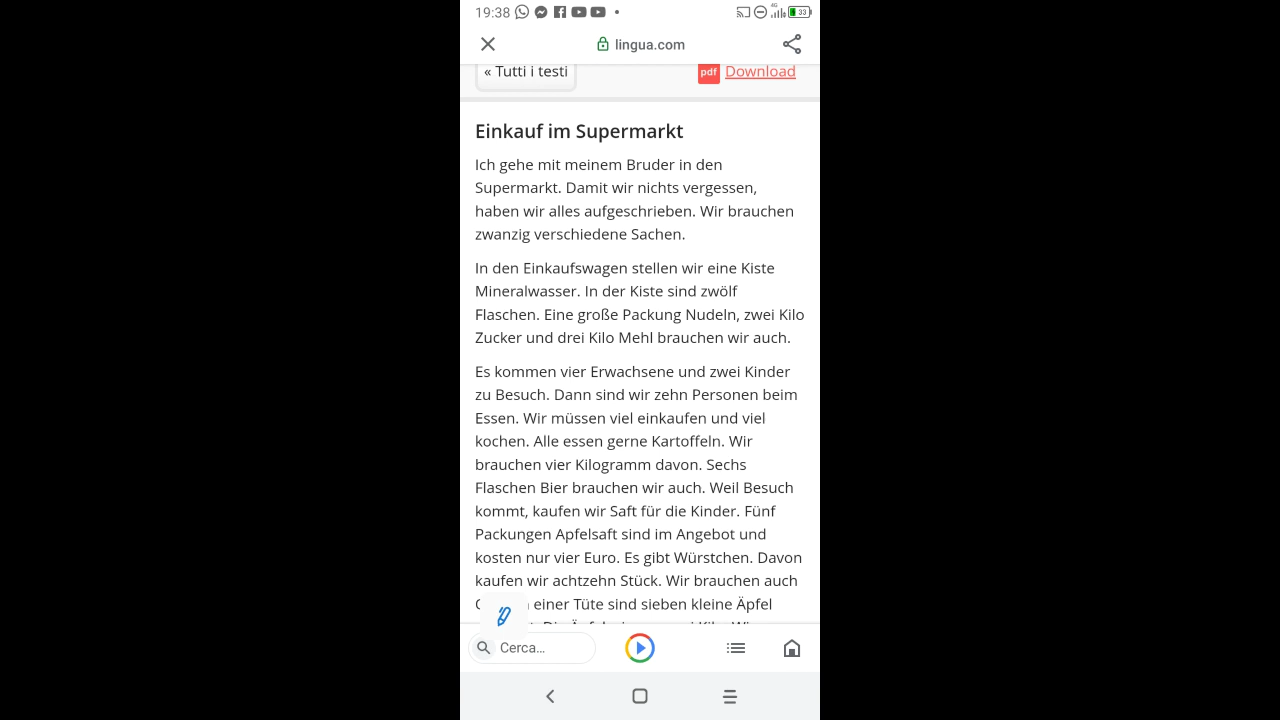 19:38
4G
33
lingua.com
« Tutti i testi
pdf Download
Einkauf im Supermarkt
Ich gehe mit meinem Bruder in den
Supermarkt. Damit wir nichts vergessen,
haben wir alles aufgeschrieben. Wir brauchen
zwanzig verschiedene Sachen.
In den Einkaufswagen stellen wir eine Kiste
Mineralwasser. In der Kiste sind zwölf
Flaschen. Eine große Packung Nudeln, zwei Kilo
Zucker und drei Kilo Mehl brauchen wir auch.
Es kommen vier Erwachsene und zwei Kinder
zu Besuch. Dann sind wir zehn Personen beim
Essen. Wir müssen viel einkaufen und viel
kochen. Alle essen gerne Kartoffeln. Wir
brauchen vier Kilogramm davon. Sechs
Flaschen Bier brauchen wir auch. Weil Besuch
kommt, kaufen wir Saft für die Kinder. Fünf
Packungen Apfelsaft sind im Angebot und
kosten nur vier Euro. Es gibt Würstchen. Davon
kaufen wir achtzehn Stück. Wir brauchen auch
einer Tüte sind sieben kleine Äpfel
Cerca...